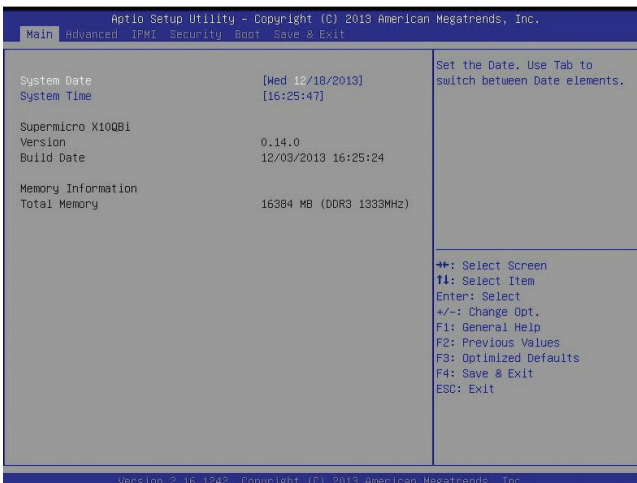 Aptio Setup Utility - Copyright (C) 2013 American Megatrends, Inc.
Main Advanced IPMI Security Boot Save & Exit
System Date [Wed 12/18/2013]
System Time [16:25:47]
Supermicro X10QBi
Version 0.14.0
Build Date 12/03/2013 16:25:24
Memory Information
Total Memory 16384 MB (DDR3 1333MHz)
Set the Date. Use Tab to
switch between Date elements.
→←: Select Screen
↑↓: Select Item
Enter: Select
+/-: Change Opt.
F1: General Help
F2: Previous Values
F3: Optimized Defaults
F4: Save & Exit
ESC: Exit
Version 2.16.1242. Copyright (C) 2013 American Megatrends, Inc.